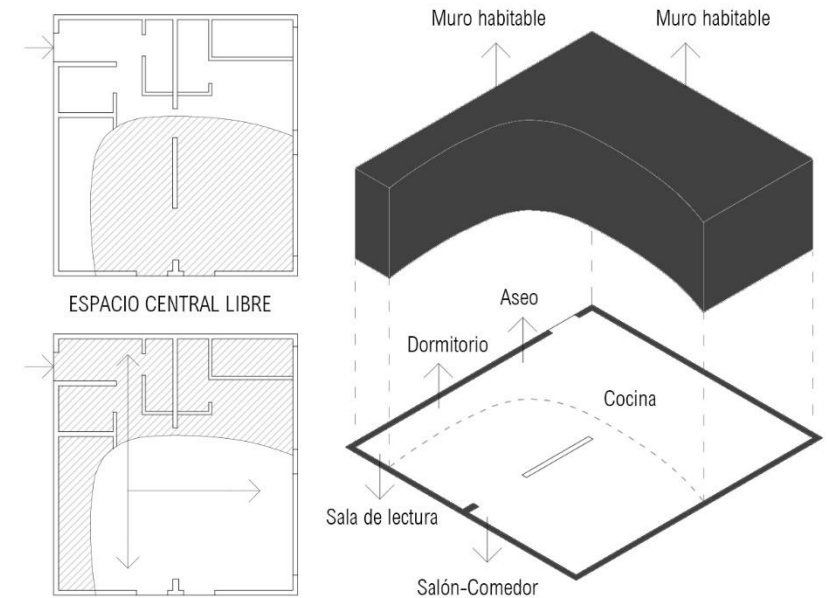 Muro habitable
Muro habitable
ESPACIO CENTRAL LIBRE
Aseo
Dormitorio
Cocina
Sala de lectura
Salón-Comedor